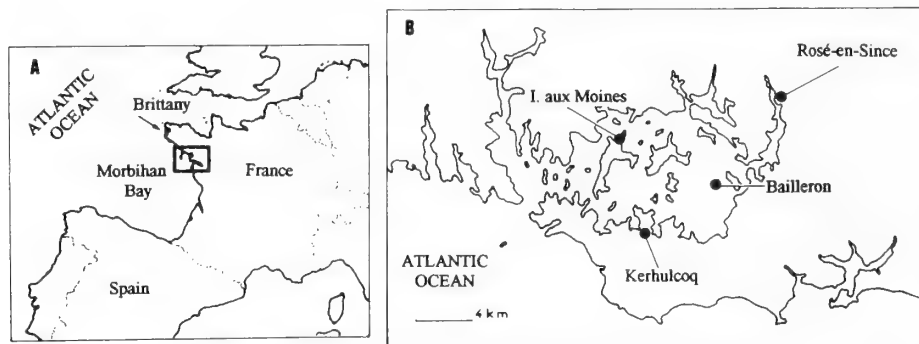 A
ATLANTIC
OCEAN
Brittany
Morbihan
Bay
France
Spain
B
Rosé-en-Since
I. aux Moines
Bailleron
ATLANTIC
OCEAN
Kerhulcoq
4 km